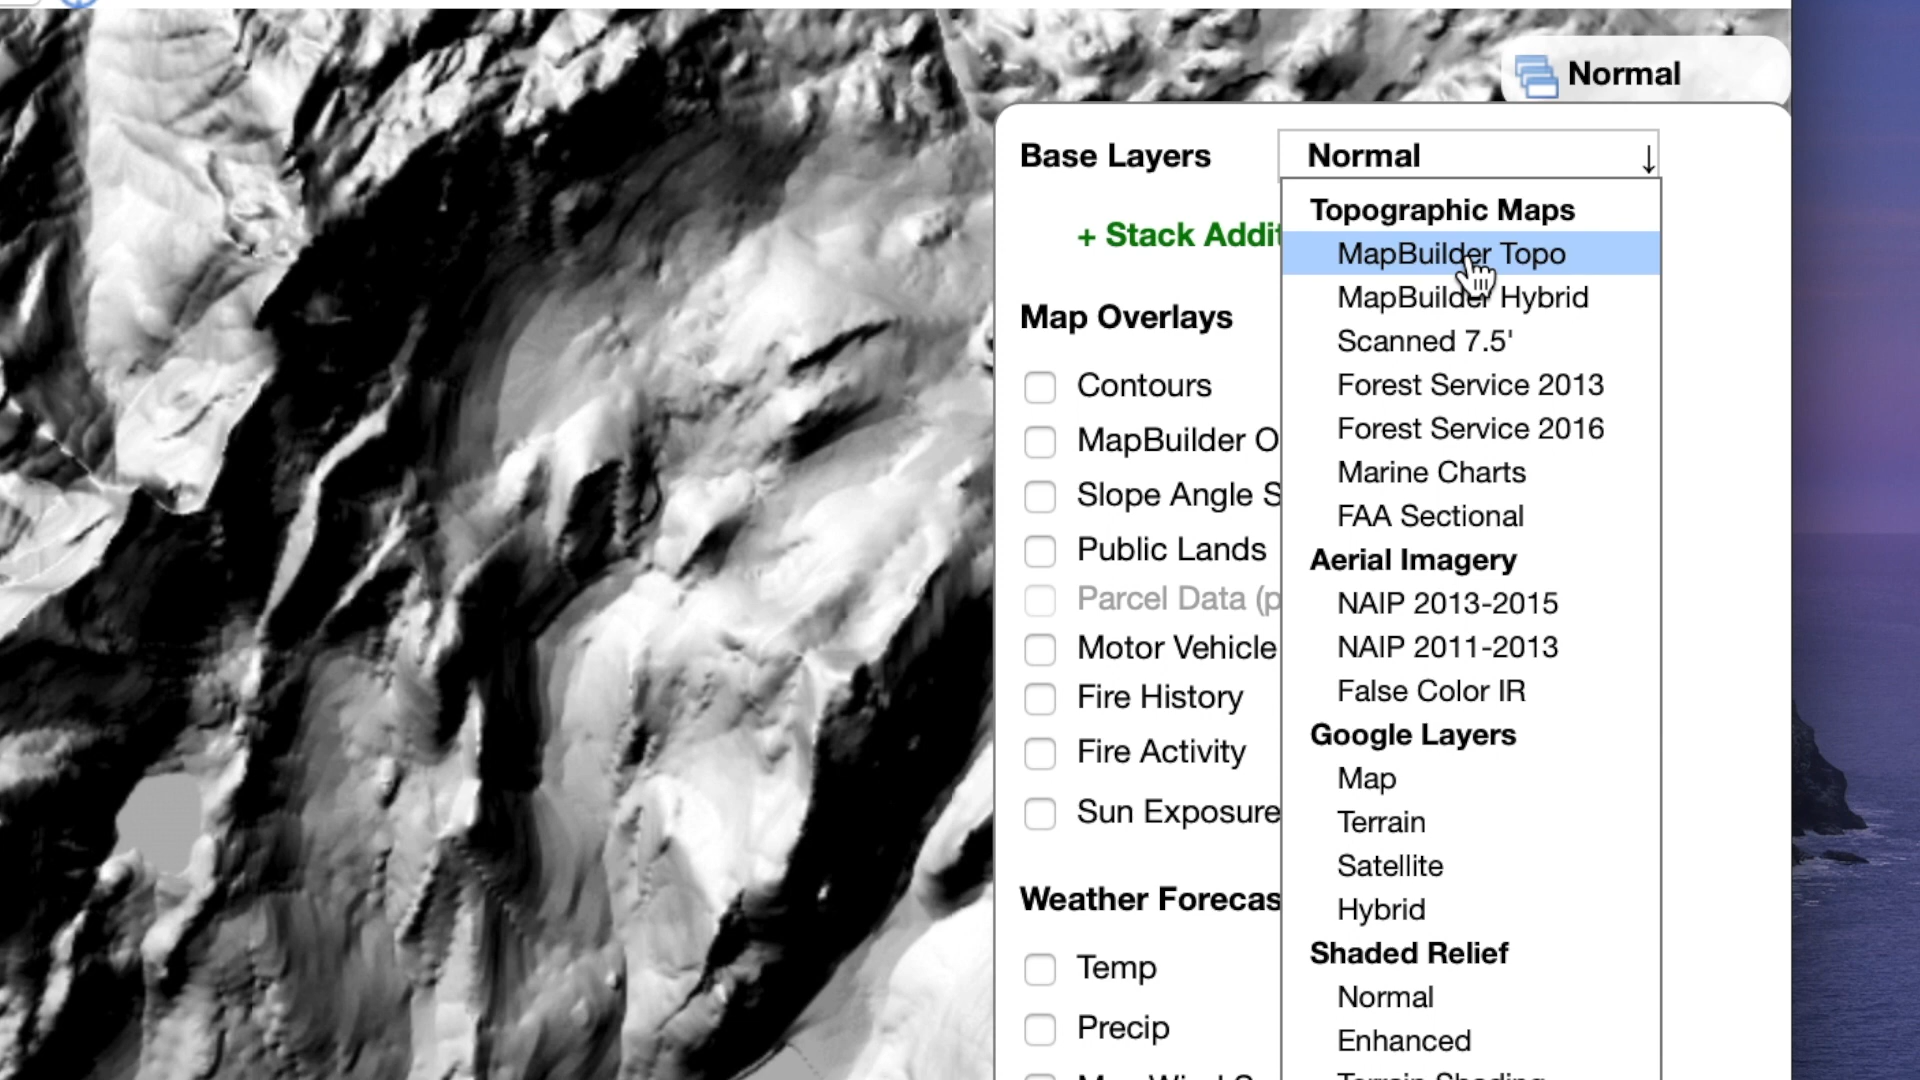 Normal
Base Layers
Normal ↓
+ Stack Addit
Topographic Maps
MapBuilder Topo
MapBuilder Hybrid
Scanned 7.5'
Forest Service 2013
Forest Service 2016
Marine Charts
FAA Sectional
Aerial Imagery
NAIP 2013-2015
NAIP 2011-2013
False Color IR
Google Layers
Map
Terrain
Satellite
Hybrid
Shaded Relief
Normal
Enhanced
Terrain Shading
Map Overlays
Contours
MapBuilder O
Slope Angle S
Public Lands
Parcel Data (p
Motor Vehicle
Fire History
Fire Activity
Sun Exposure
Weather Forecas
Temp
Precip